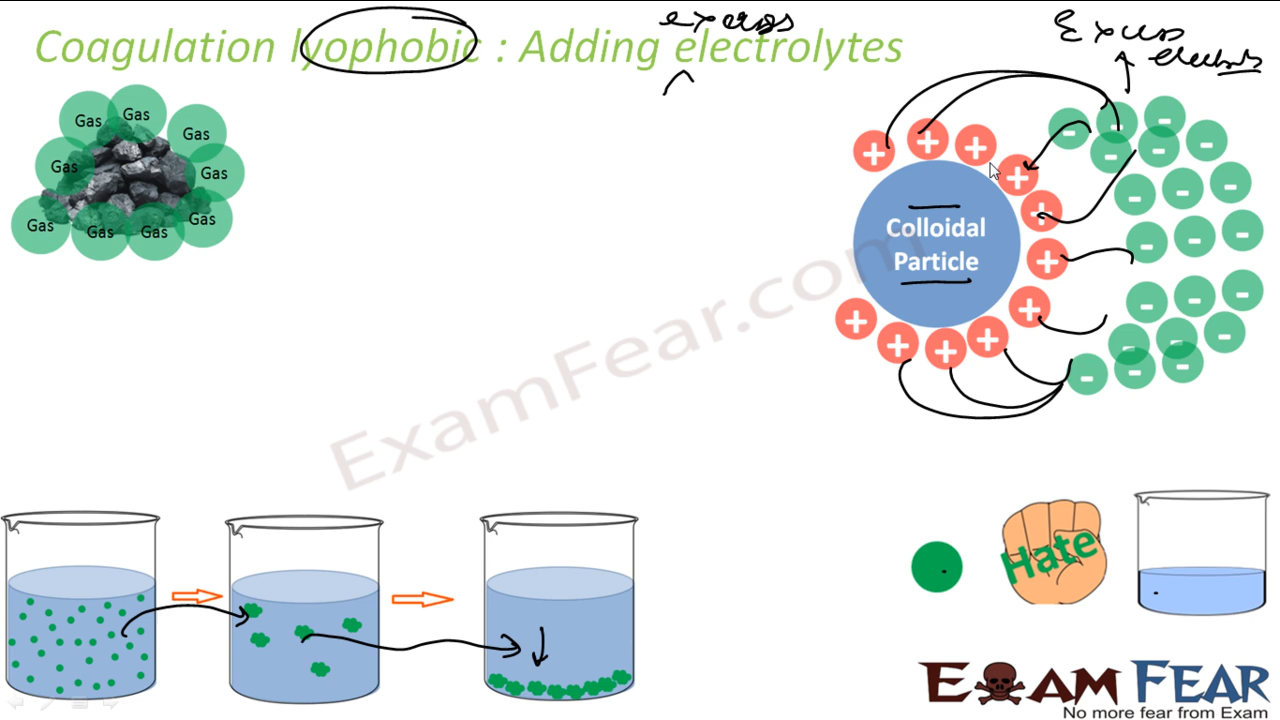 excess
Excess
electrols
Coagulation lyophobic : Adding electrolytes
Gas
Gas
Gas
Gas
Gas
Gas
Gas
Gas
Gas
+ + + + + + + + + + + +
- - - - - - - - - - - - - - - - - - - - - - -
Colloidal
Particle
ExamFear.com
Hate
EXAM FEAR
No more fear from Exam